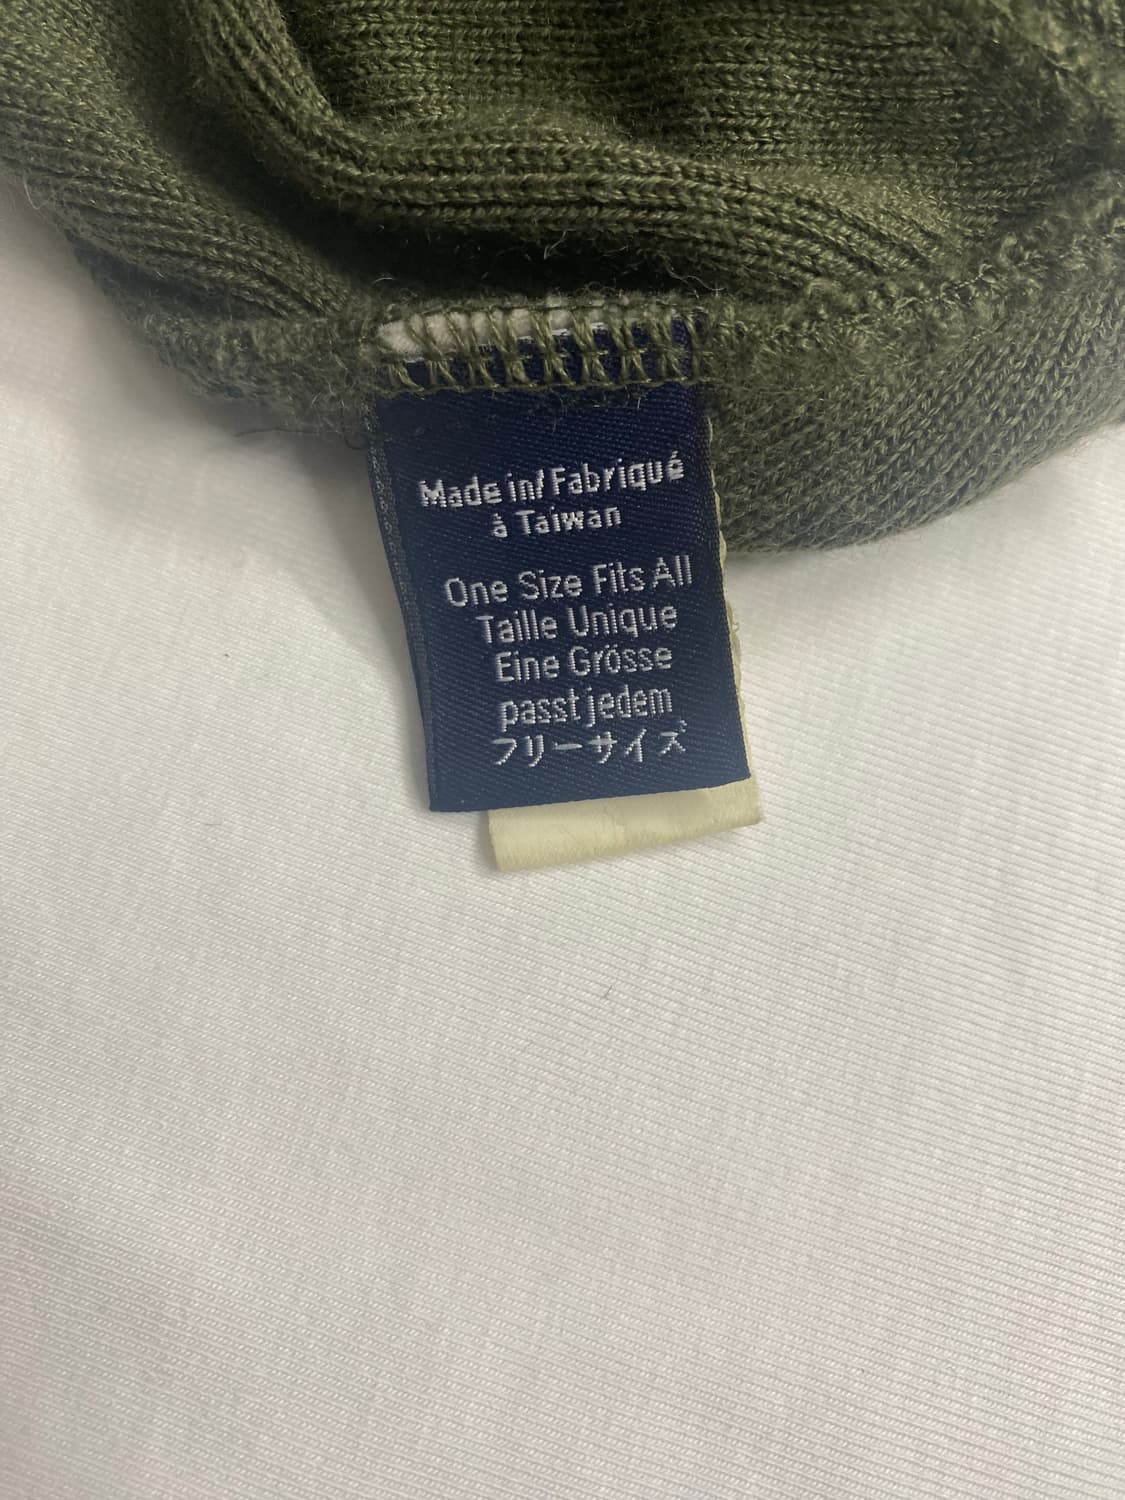 Made in/ Fabriqué
à Taiwan
One Size Fits All
Taille Unique
Eine Grösse
passt jedem
フリーサイズ